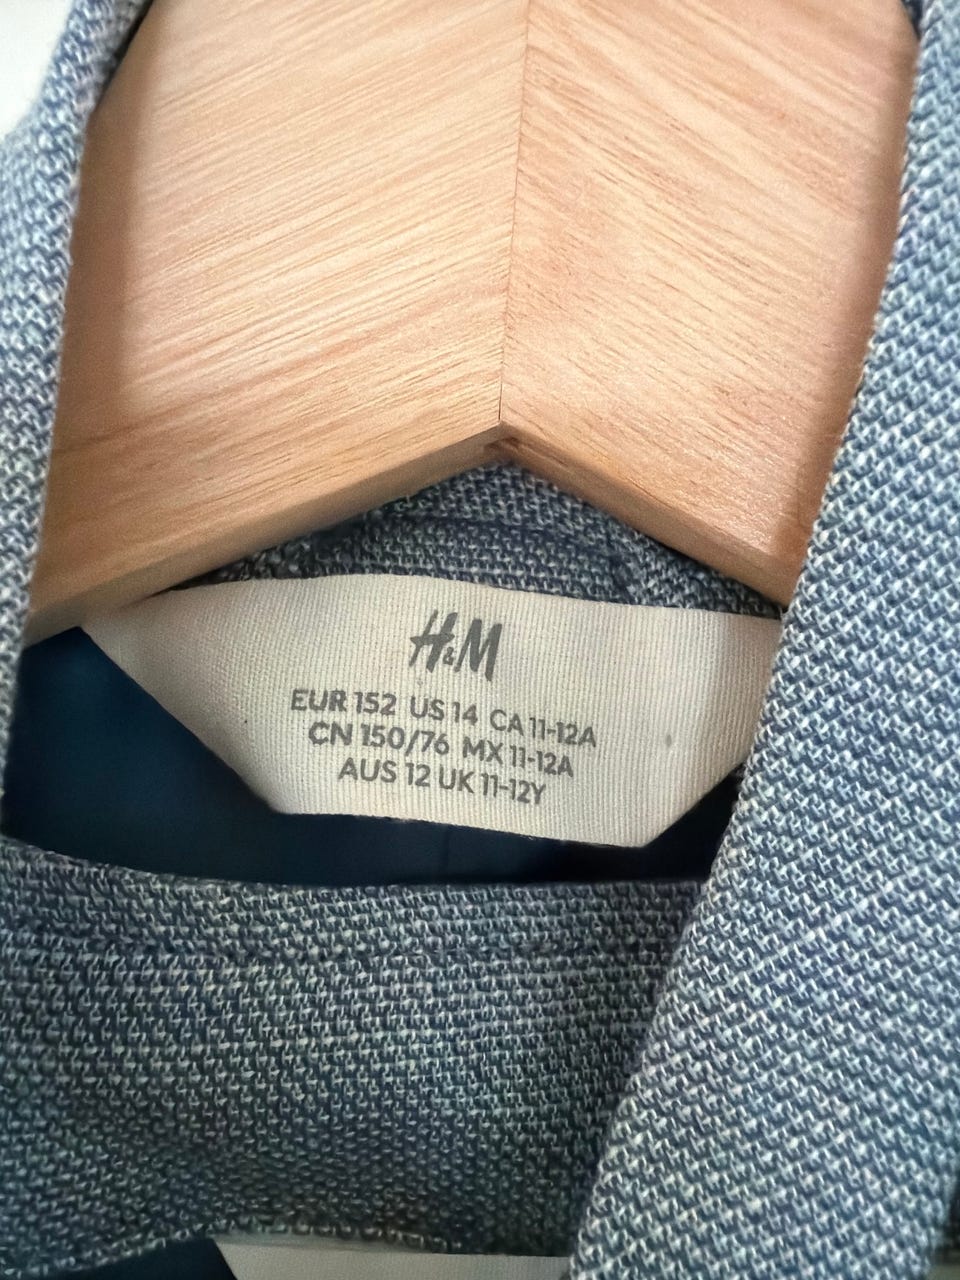 H&M
EUR 152 US 14 CA 11-12A
CN 150/76 MX 11-12A
AUS 12 UK 11-12Y